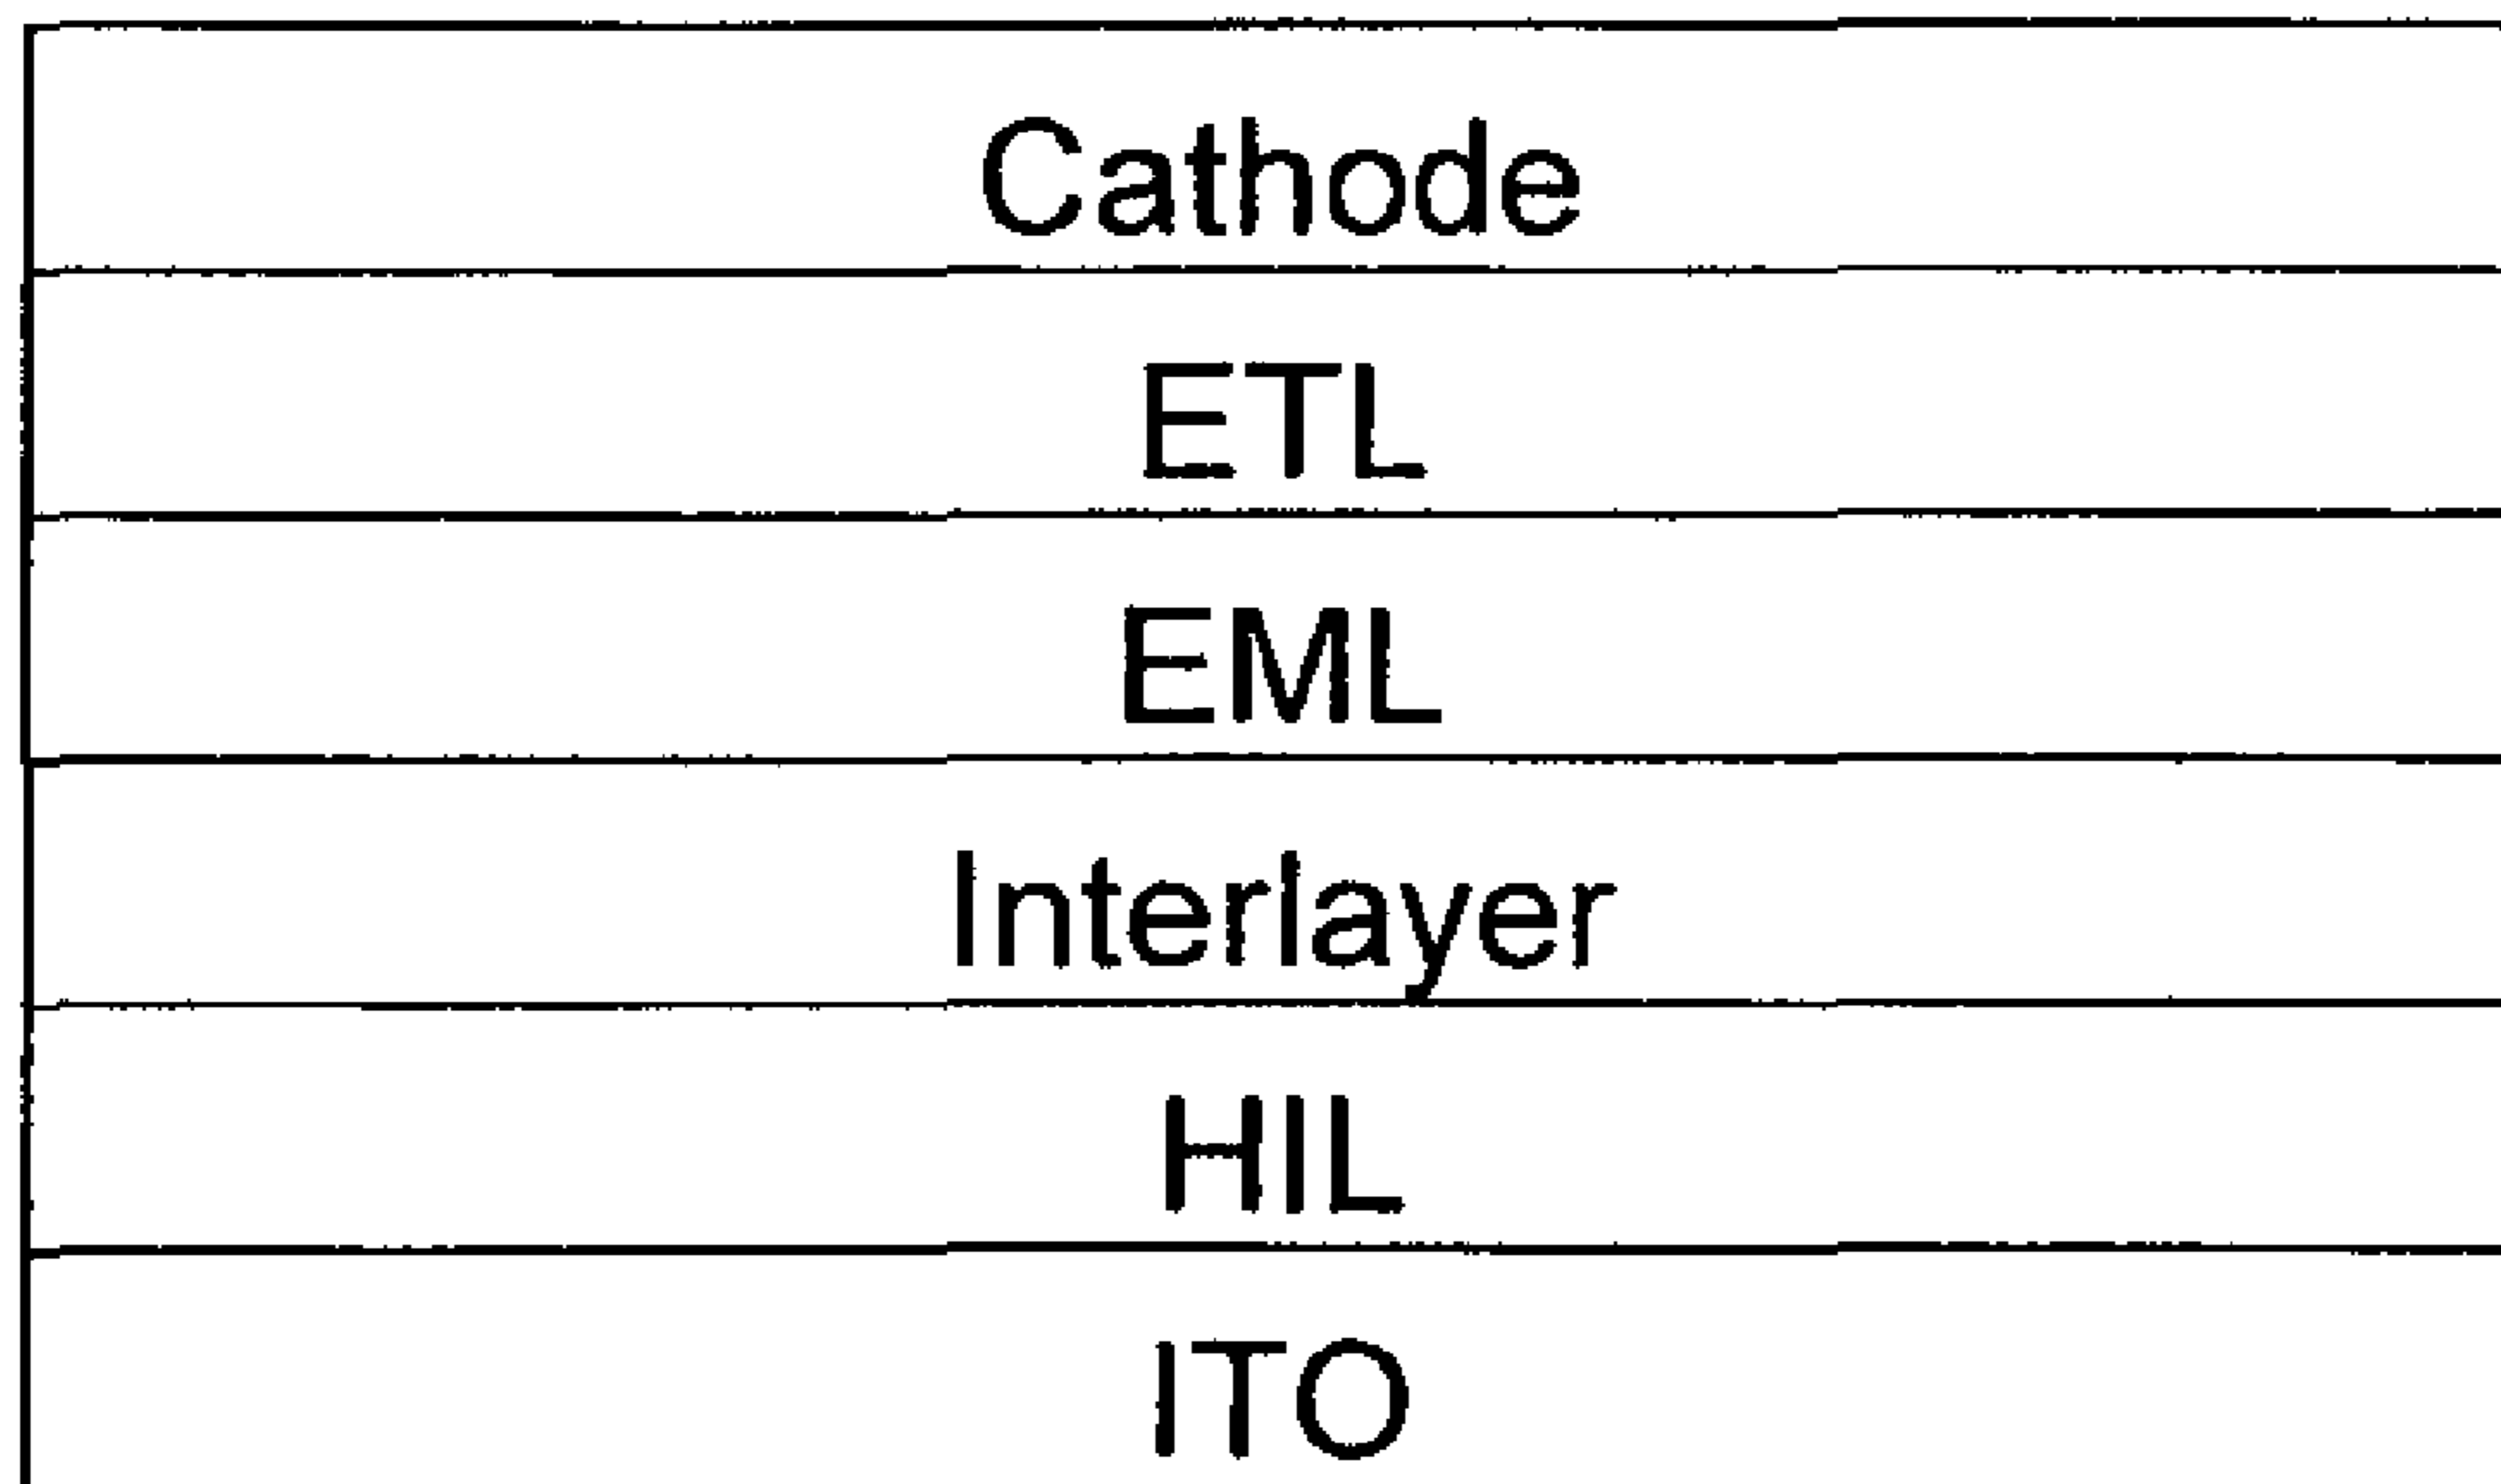 Cathode
ETL
EML
Interlayer
HIL
ITO